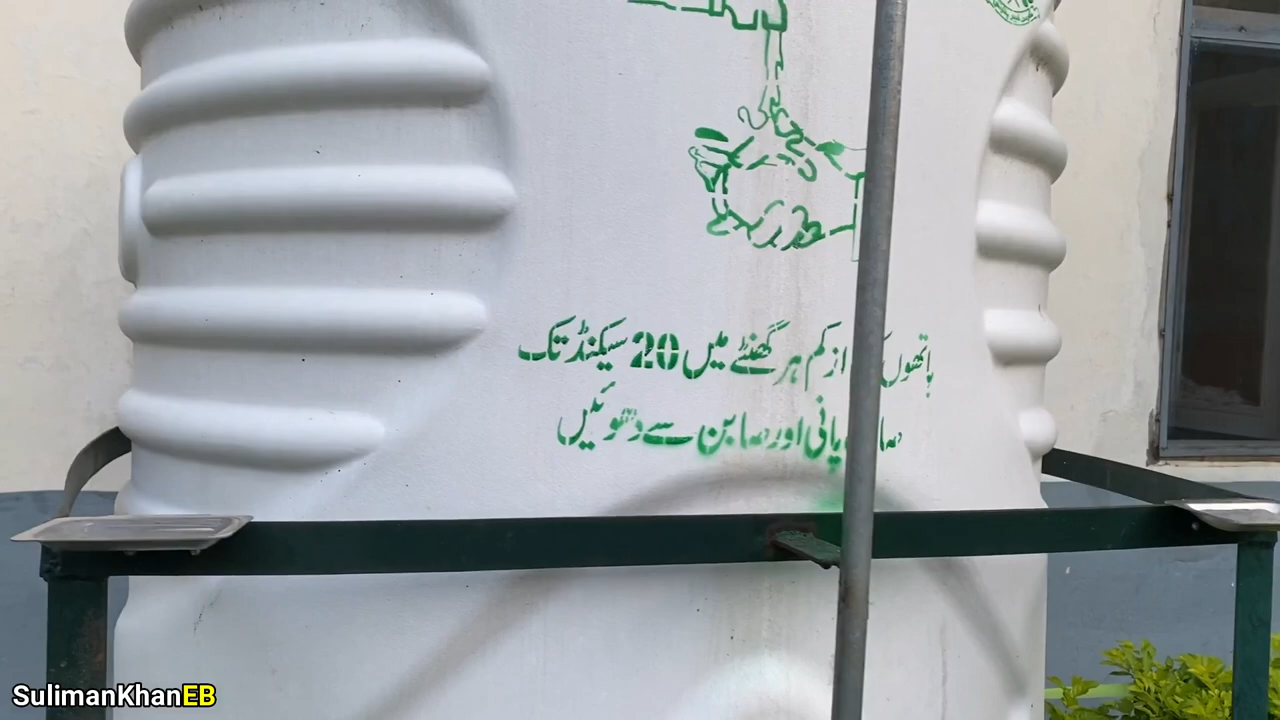 ہاتھوں از کم ہر گھنٹے میں 20 سیکنڈ تک
پانی اور صابن سے دھوئیں
SulimanKhanEB